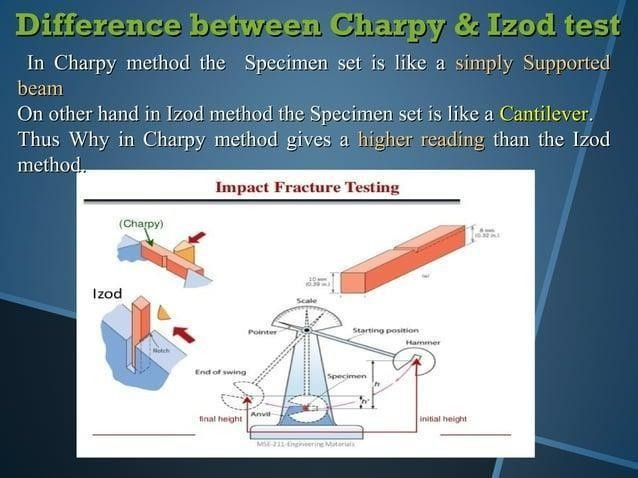 Difference between Charpy & Izod test
In Charpy method the Specimen set is like a simply Supported
beam
On other hand in Izod method the Specimen set is like a Cantilever.
Thus Why in Charpy method gives a higher reading than the Izod
method.
Impact Fracture Testing
(Charpy)
8 mm
(0.32 in.)
10 mm
(0.39 in.)
Izod
Notch
Scale
Pointer
Starting position
Hammer
End of swing
Specimen
h
h'
Anvil
final height
initial height
MSE-211-Engineering Materials